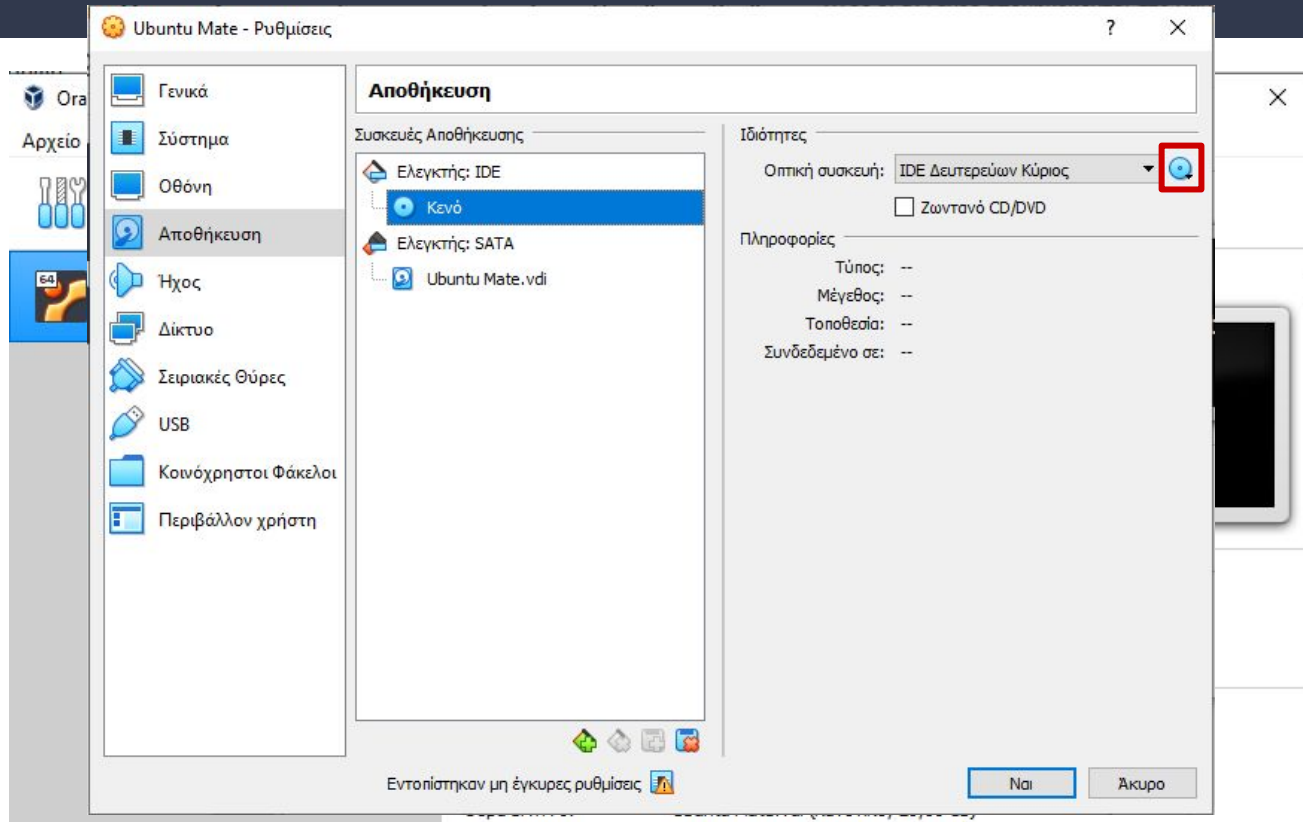 Ubuntu Mate - Ρυθμίσεις
?
Ora
Αρχείο
64
Γενικά
Σύστημα
Οθόνη
Αποθήκευση
Ήχος
Δίκτυο
Σειριακές Θύρες
USB
Κοινόχρηστοι Φάκελοι
Περιβάλλον χρήστη
Αποθήκευση
Συσκευές Αποθήκευσης
Ελεγκτής: IDE
Κενό
Ελεγκτής: SATA
Ubuntu Mate.vdi
Ιδιότητες
Οπτική συσκευή: IDE Δευτερεύων Κύριος
Ζωντανό CD/DVD
Πληροφορίες
Τύπος: --
Μέγεθος: --
Τοποθεσία: --
Συνδεδεμένο σε: --
Εντοπίστηκαν μη έγκυρες ρυθμίσεις
Ναι
Άκυρο